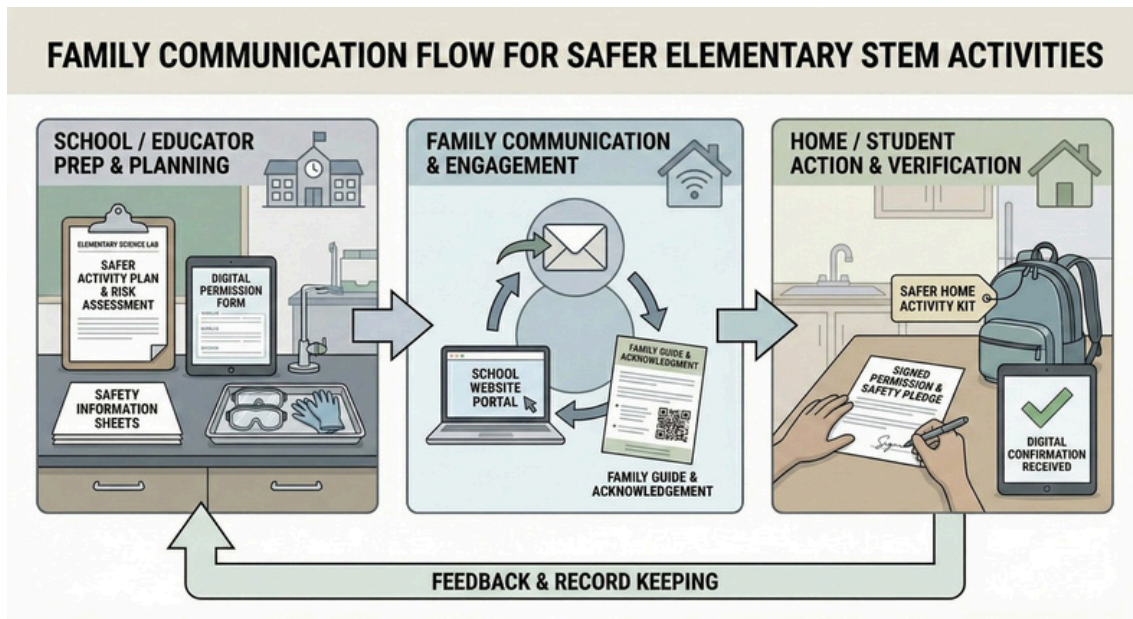 FAMILY COMMUNICATION FLOW FOR SAFER ELEMENTARY STEM ACTIVITIES
SCHOOL / EDUCATOR
PREP & PLANNING
ELEMENTARY SCIENCE LAB
SAFER
ACTIVITY PLAN
& RISK
ASSESSMENT
DIGITAL
PERMISSION
FORM
SAFETY
INFORMATION
SHEETS
FAMILY COMMUNICATION
& ENGAGEMENT
SCHOOL
WEBSITE
PORTAL
FAMILY GUIDE &
ACKNOWLEDGMENT
FAMILY GUIDE &
ACKNOWLEDGEMENT
HOME / STUDENT
ACTION & VERIFICATION
SAFER HOME
ACTIVITY KIT
SIGNED
PERMISSION &
SAFETY PLEDGE
DIGITAL
CONFIRMATION
RECEIVED
FEEDBACK & RECORD KEEPING